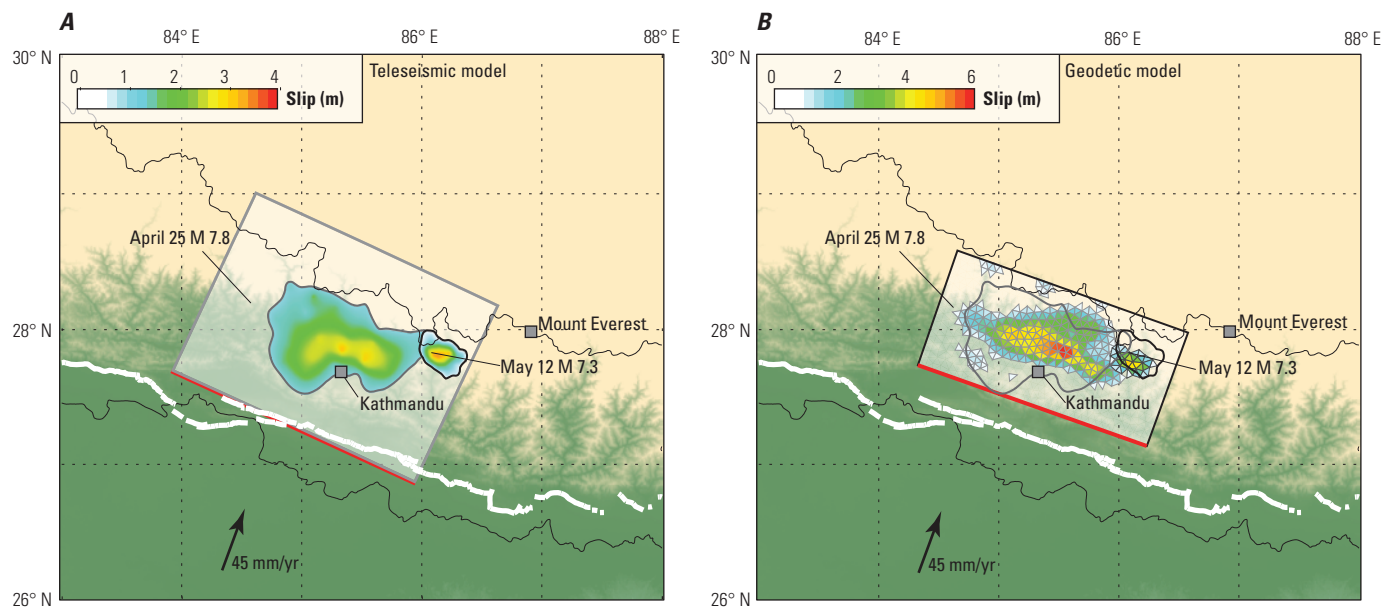 A
84° E
86° E
88° E
30° N
0 1 2 3 4
Slip (m)
Teleseismic model
April 25 M 7.8
28° N
Mount Everest
May 12 M 7.3
Kathmandu
45 mm/yr
26° N
B
84° E
86° E
88° E
30° N
0 2 4 6
Slip (m)
Geodetic model
April 25 M 7.8
28° N
Mount Everest
May 12 M 7.3
Kathmandu
45 mm/yr
26° N